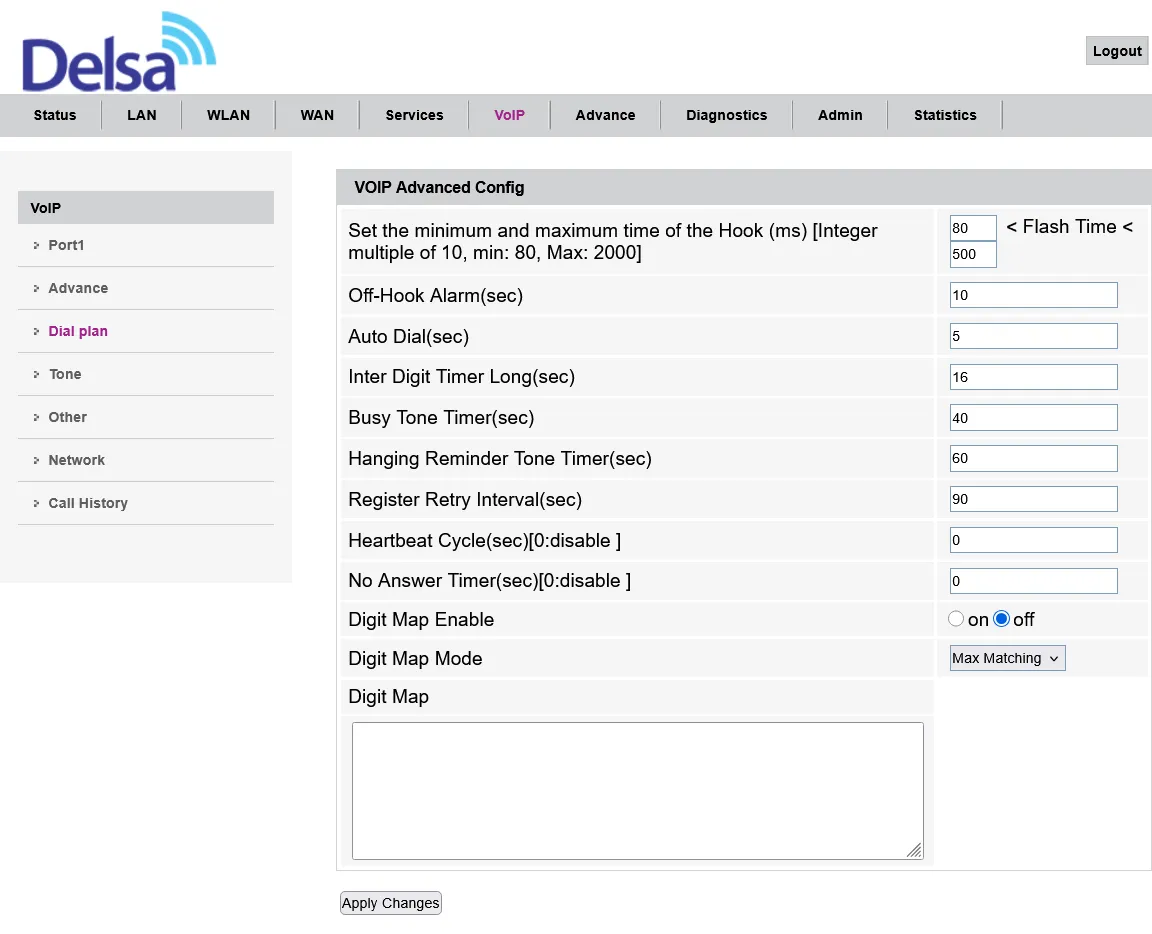 Delsa
Logout
Status LAN WLAN WAN Services VoIP Advance Diagnostics Admin Statistics
VoIP
Port1
Advance
Dial plan
Tone
Other
Network
Call History
VOIP Advanced Config
Set the minimum and maximum time of the Hook (ms) [Integer
multiple of 10, min: 80, Max: 2000]
80 < Flash Time <
500
Off-Hook Alarm(sec) 10
Auto Dial(sec) 5
Inter Digit Timer Long(sec) 16
Busy Tone Timer(sec) 40
Hanging Reminder Tone Timer(sec) 60
Register Retry Interval(sec) 90
Heartbeat Cycle(sec)[0:disable ] 0
No Answer Timer(sec)[0:disable ] 0
Digit Map Enable on off
Digit Map Mode Max Matching
Digit Map
Apply Changes